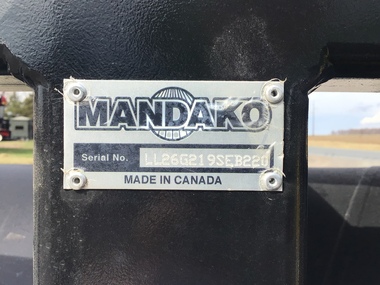 MANDAKO
Serial No. LL26G219SEB220
MADE IN CANADA